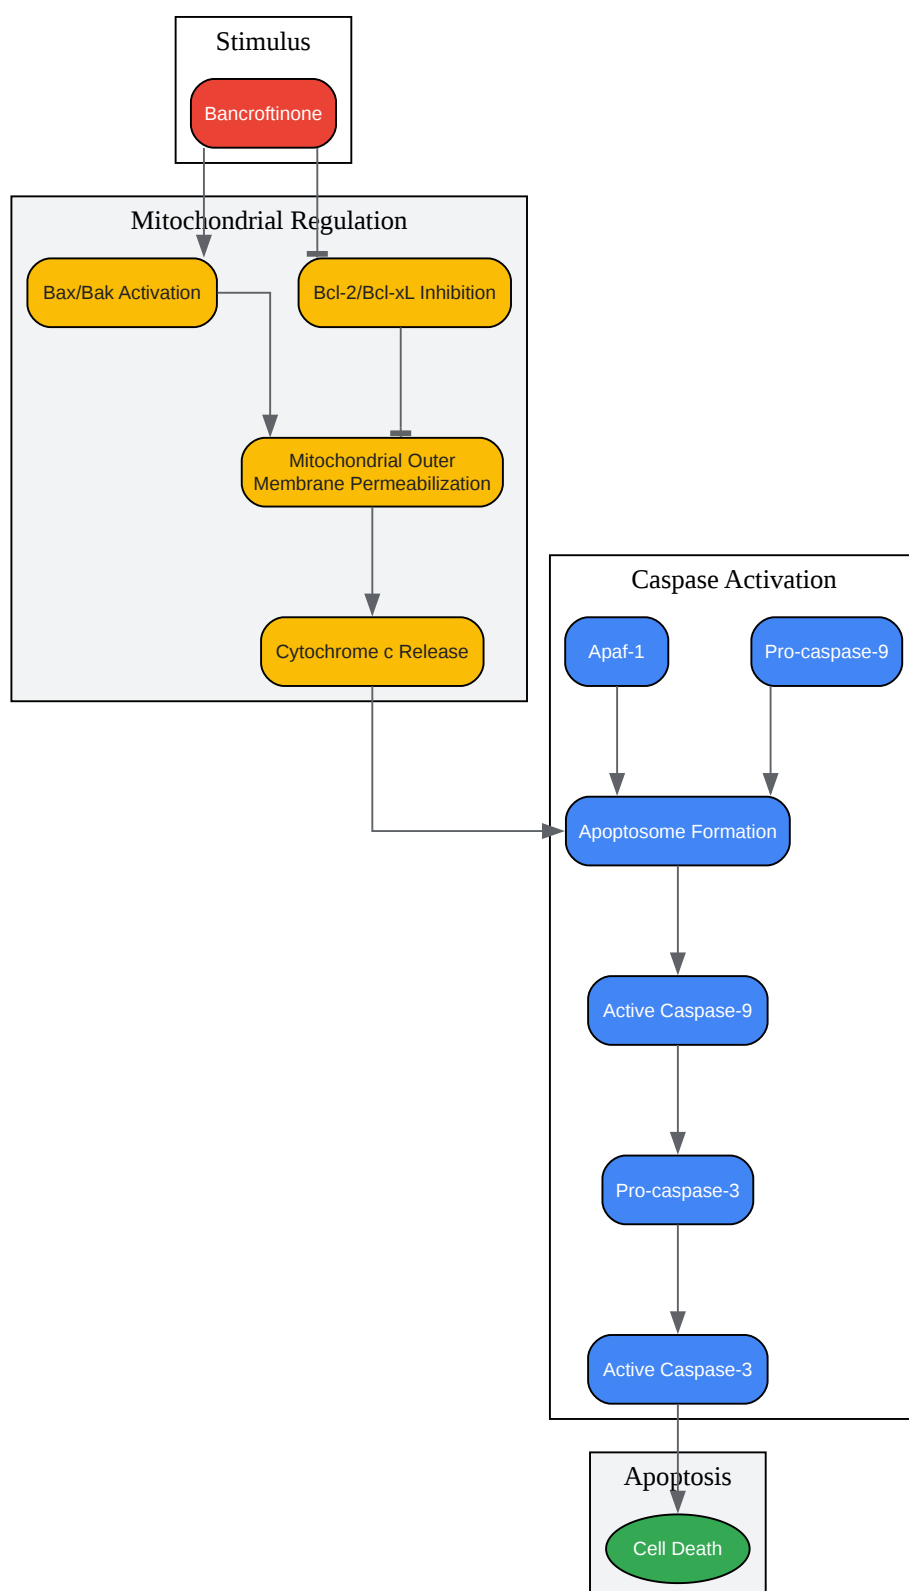 Stimulus
Bancroftinone
Mitochondrial Regulation
Bax/Bak Activation
Bcl-2/Bcl-xL Inhibition
Mitochondrial Outer
Membrane Permeabilization
Cytochrome c Release
Caspase Activation
Apaf-1
Pro-caspase-9
Apoptosome Formation
Active Caspase-9
Pro-caspase-3
Active Caspase-3
Apoptosis
Cell Death